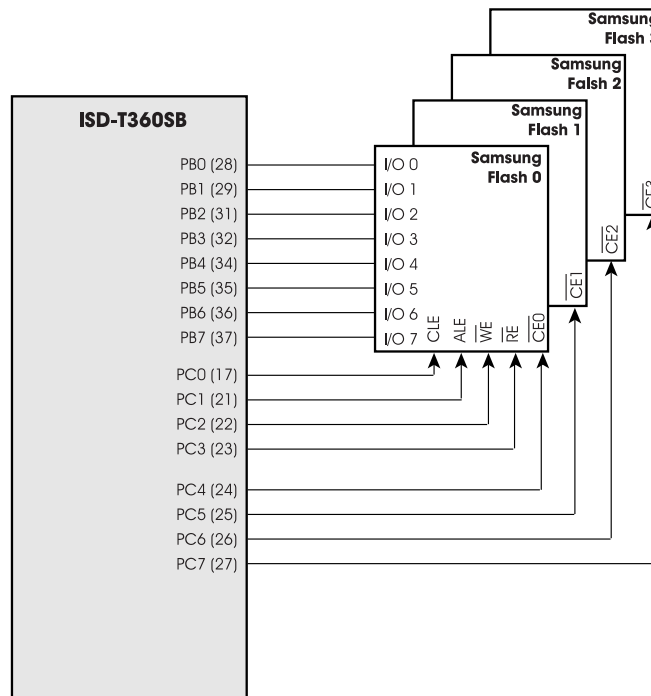 Samsung
Flash 3
Samsung
Falsh 2
Samsung
Flash 1
Samsung
Flash 0
ISD-T360SB
PB0 (28)
PB1 (29)
PB2 (31)
PB3 (32)
PB4 (34)
PB5 (35)
PB6 (36)
PB7 (37)
PC0 (17)
PC1 (21)
PC2 (22)
PC3 (23)
PC4 (24)
PC5 (25)
PC6 (26)
PC7 (27)
I/O 0
I/O 1
I/O 2
I/O 3
I/O 4
I/O 5
I/O 6
I/O 7
CLE
ALE
WE
RE
CE0
CE1
CE2
CE3